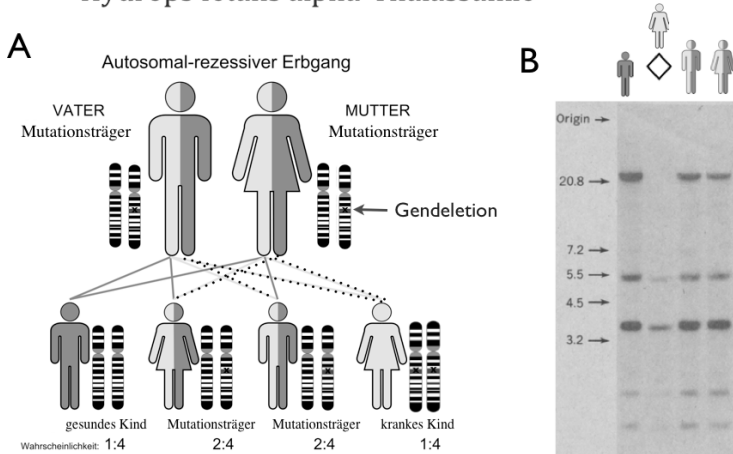 Hydrops fetalis alpha-Thalassämie
A
Autosomal-rezessiver Erbgang
VATER
Mutationsträger
MUTTER
Mutationsträger
Gendeletion
gesundes Kind
Mutationsträger
Mutationsträger
krankes Kind
Wahrscheinlichkeit: 1:4
2:4
2:4
1:4
B
Origin
20.8
7.2
5.5
4.5
3.2